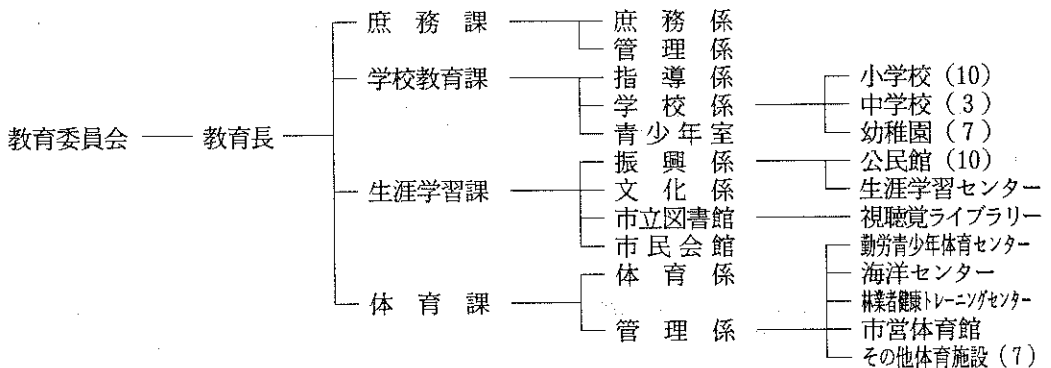 教育委員会
教育長
庶務課
庶務係
管理係
学校教育課
指導係
学校係
小学校（10）
中学校（3）
幼稚園（7）
青少年室
生涯学習課
振興係
公民館（10）
生涯学習センター
文化係
市立図書館
視聴覚ライブラリー
市民会館
体育課
体育係
管理係
勤労青少年体育センター
海洋センター
林業者健康トレーニングセンター
市営体育館
その他体育施設（7）